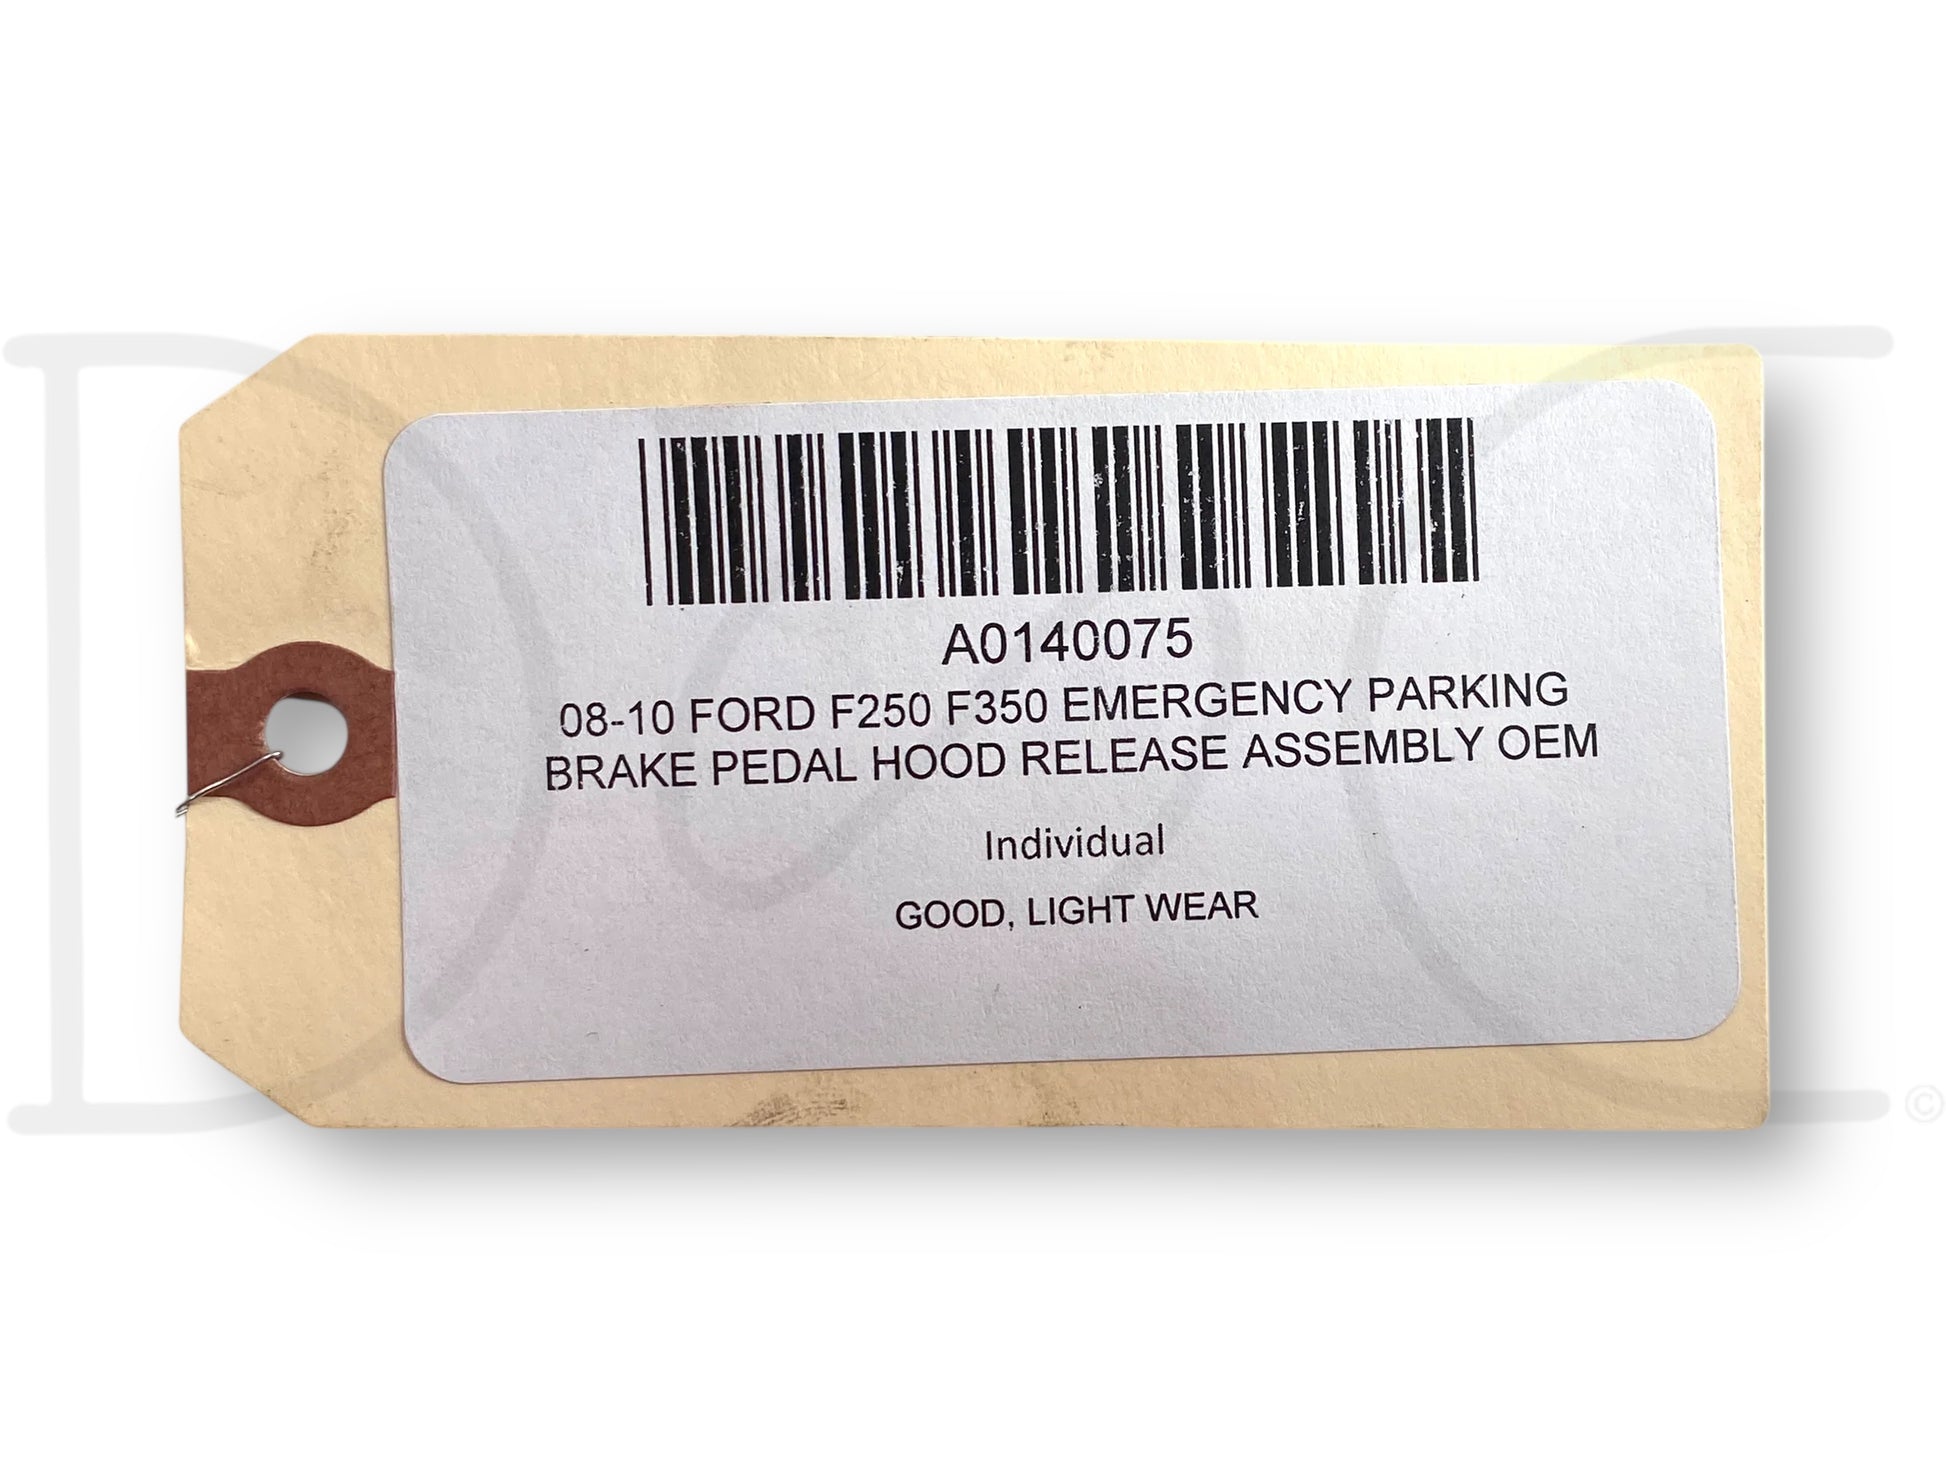 A0140075
08-10 FORD F250 F350 EMERGENCY PARKING
BRAKE PEDAL HOOD RELEASE ASSEMBLY OEM
Individual
GOOD, LIGHT WEAR
©